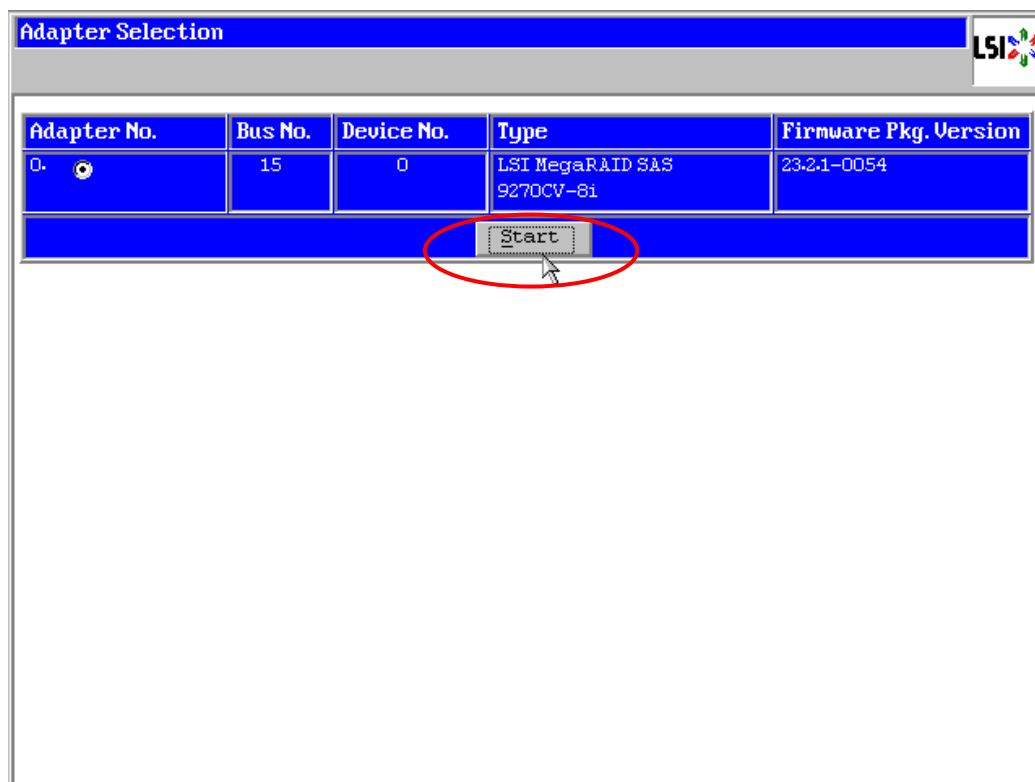 Adapter Selection
LSI
Adapter No. Bus No. Device No. Type Firmware Pkg. Version
0. 15 0 LSI MegaRAID SAS 23.2.1-0054
9270CV-8i
Start